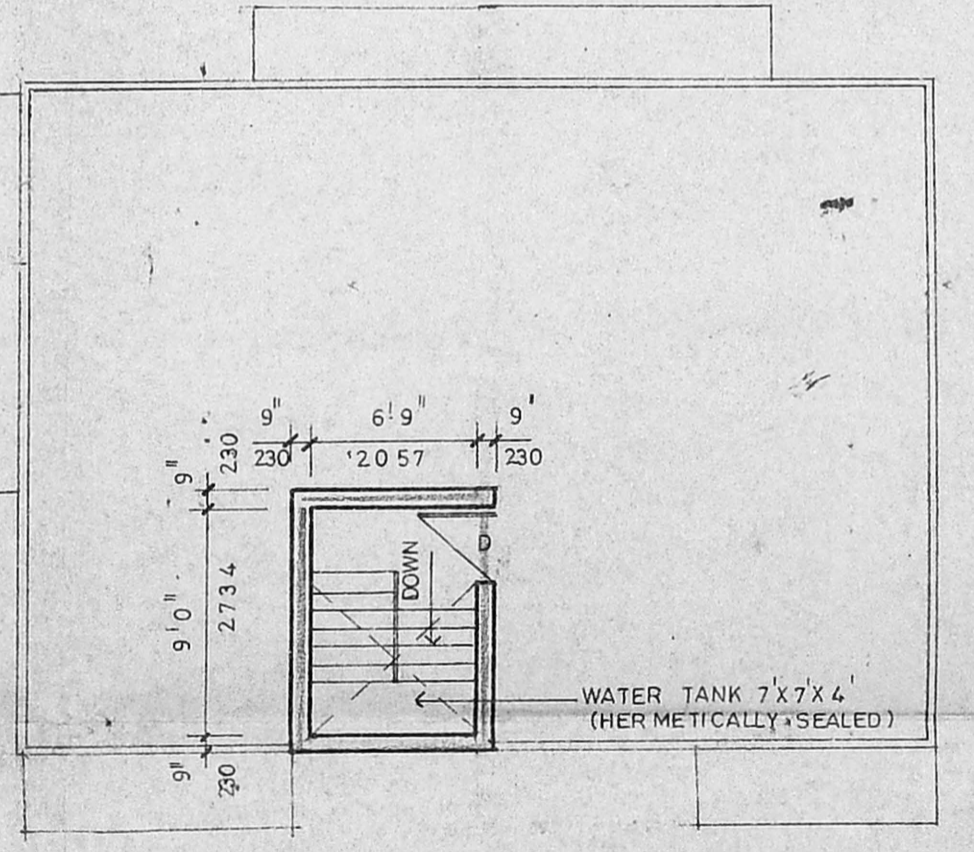 9" 6'9" 9'
230 2057 230
9"
230
9'0"
2734
9"
230
DOWN
D
WATER TANK 7'X7'X4'
(HERMETICALLY SEALED)